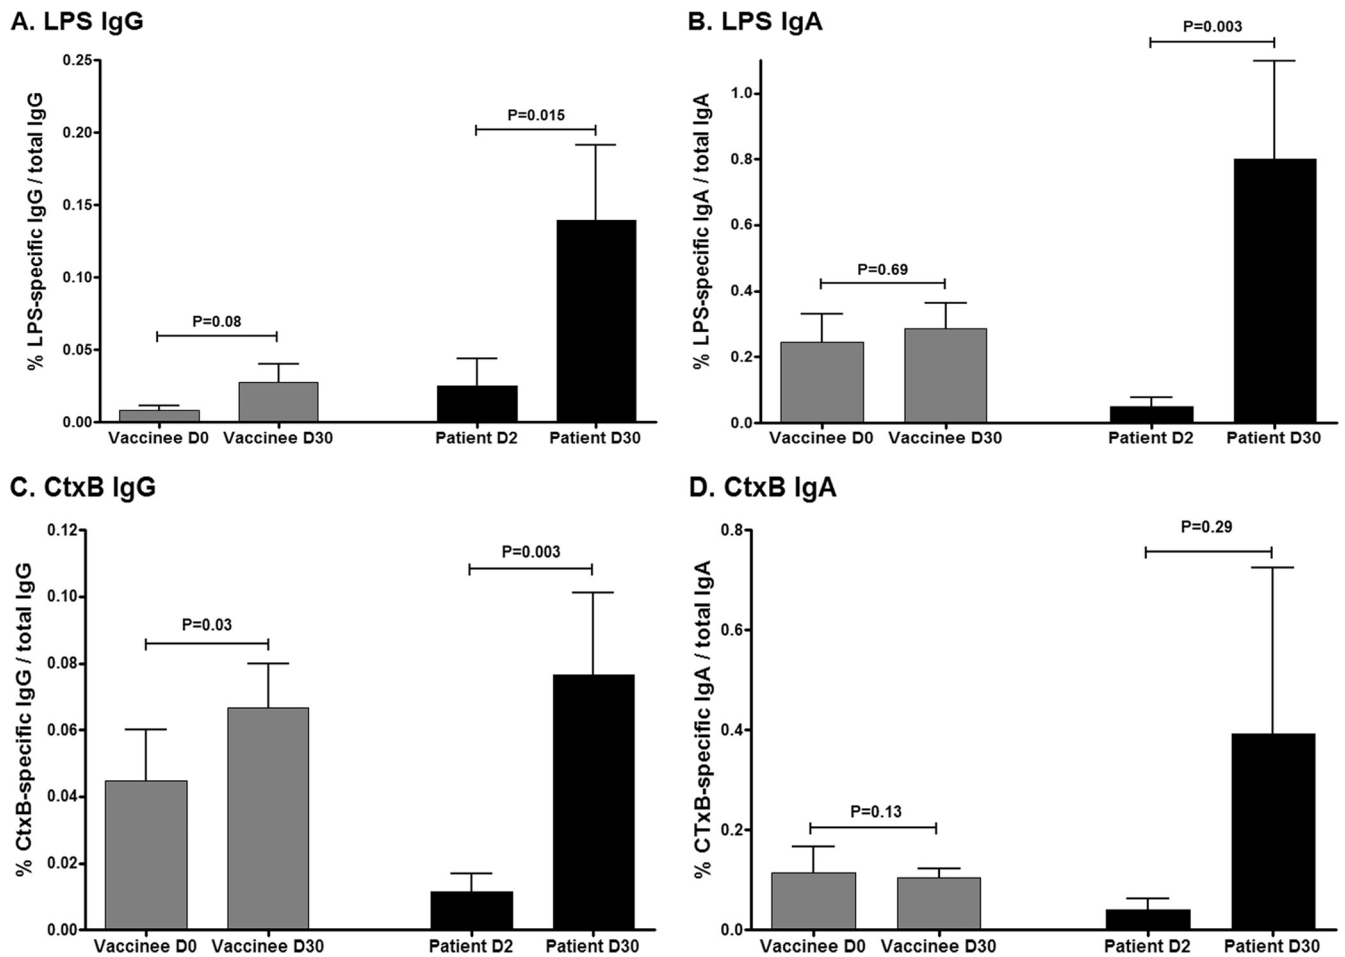 A. LPS IgG
% LPS-specific IgG / total IgG
0.25
0.20
0.15
0.10
0.05
0.00
P=0.08
P=0.015
Vaccinee D0
Vaccinee D30
Patient D2
Patient D30
B. LPS IgA
% LPS-specific IgA / total IgA
1.0
0.8
0.6
0.4
0.2
0.0
P=0.69
P=0.003
Vaccinee D0
Vaccinee D30
Patient D2
Patient D30
C. CtxB IgG
% CtxB-specific IgG / total IgG
0.12
0.10
0.08
0.06
0.04
0.02
0.00
P=0.03
P=0.003
Vaccinee D0
Vaccinee D30
Patient D2
Patient D30
D. CtxB IgA
% CTxB-specific IgA / total IgA
0.8
0.6
0.4
0.2
0.0
P=0.13
P=0.29
Vaccinee D0
Vaccinee D30
Patient D2
Patient D30